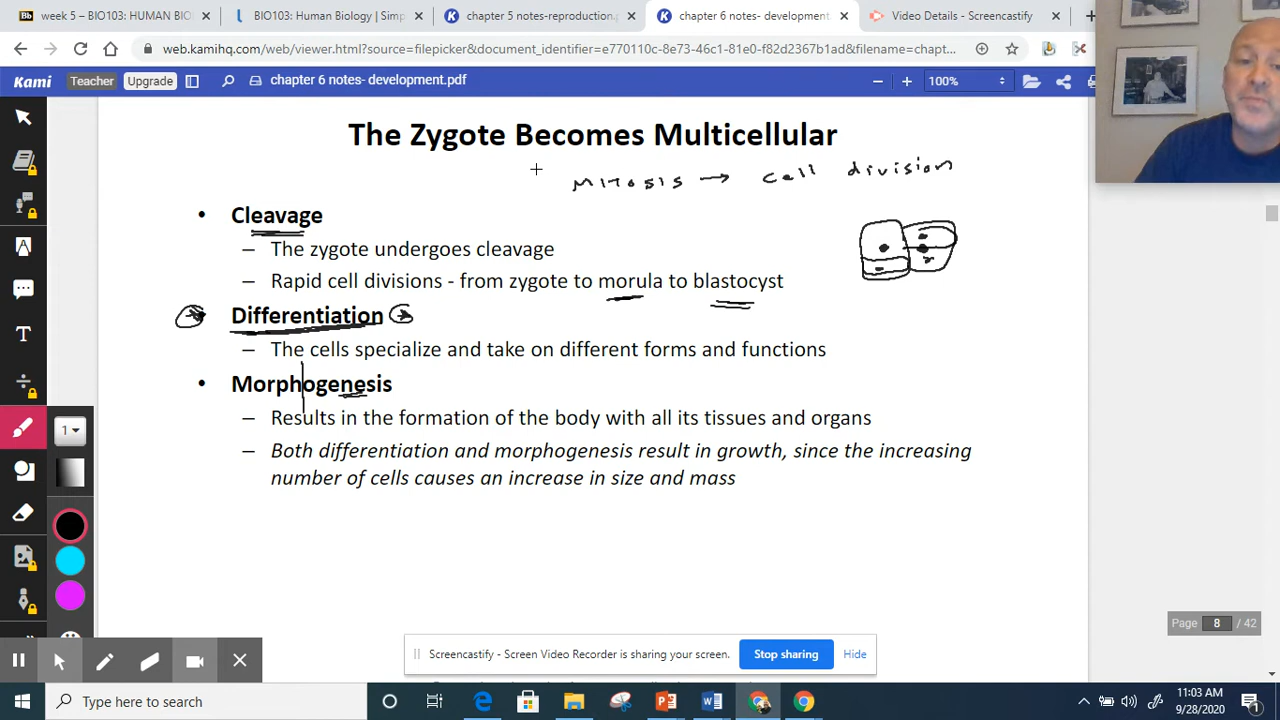 week 5 – BIO103: HUMAN BIO
BIO103: Human Biology | Simp
chapter 5 notes-reproduction.
chapter 6 notes- development
Video Details - Screencastify
web.kamihq.com/web/viewer.html?source=filepicker&document_identifier=e770110c-8e73-46c1-81e0-f82d2367b1ad&filename=chapt...
Kami Teacher Upgrade chapter 6 notes- development.pdf 100%
The Zygote Becomes Multicellular
Mitosis → cell division
• Cleavage
– The zygote undergoes cleavage
– Rapid cell divisions - from zygote to morula to blastocyst
Differentiation
– The cells specialize and take on different forms and functions
• Morphogenesis
– Results in the formation of the body with all its tissues and organs
– Both differentiation and morphogenesis result in growth, since the increasing
number of cells causes an increase in size and mass
1
Page 8 / 42
Screencastify - Screen Video Recorder is sharing your screen. Stop sharing Hide
Type here to search
11:03 AM
9/28/2020